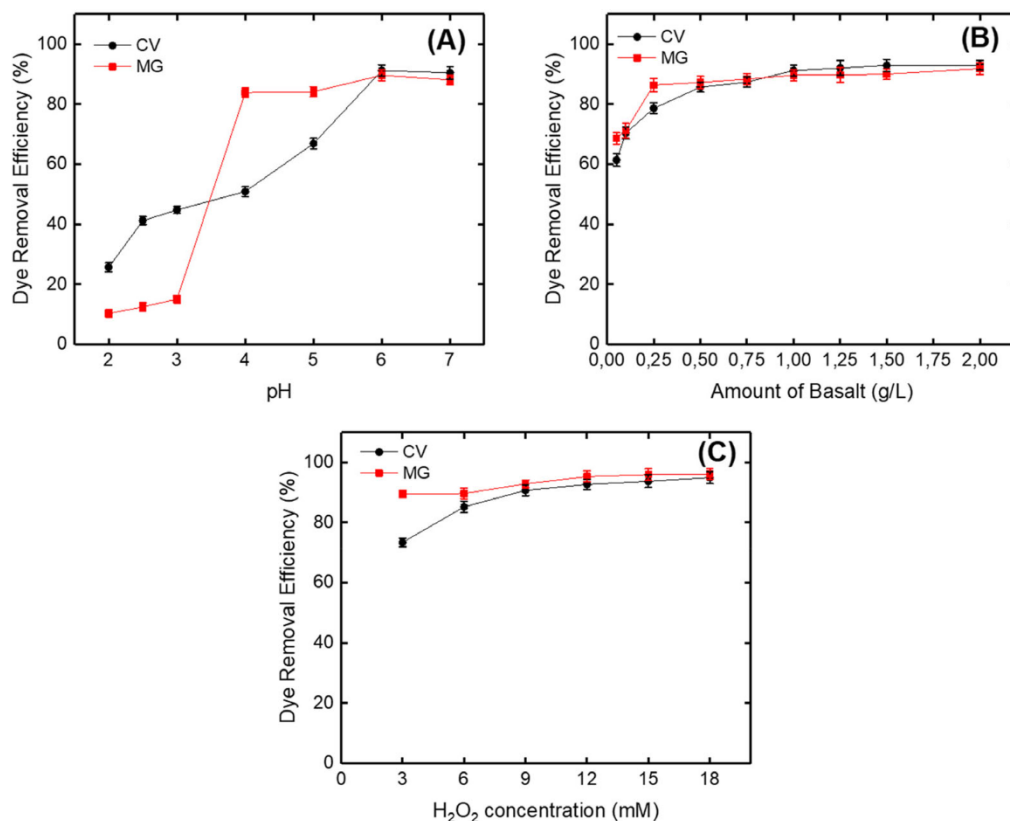 (A)
CV
MG
Dye Removal Efficiency (%)
100
80
60
40
20
0
2 3 4 5 6 7
pH
(B)
CV
MG
Dye Removal Efficiency (%)
100
80
60
40
20
0
0,00 0,25 0,50 0,75 1,00 1,25 1,50 1,75 2,00
Amount of Basalt (g/L)
(C)
CV
MG
Dye Removal Efficiency (%)
100
80
60
40
20
0
0 3 6 9 12 15 18
H₂O₂ concentration (mM)